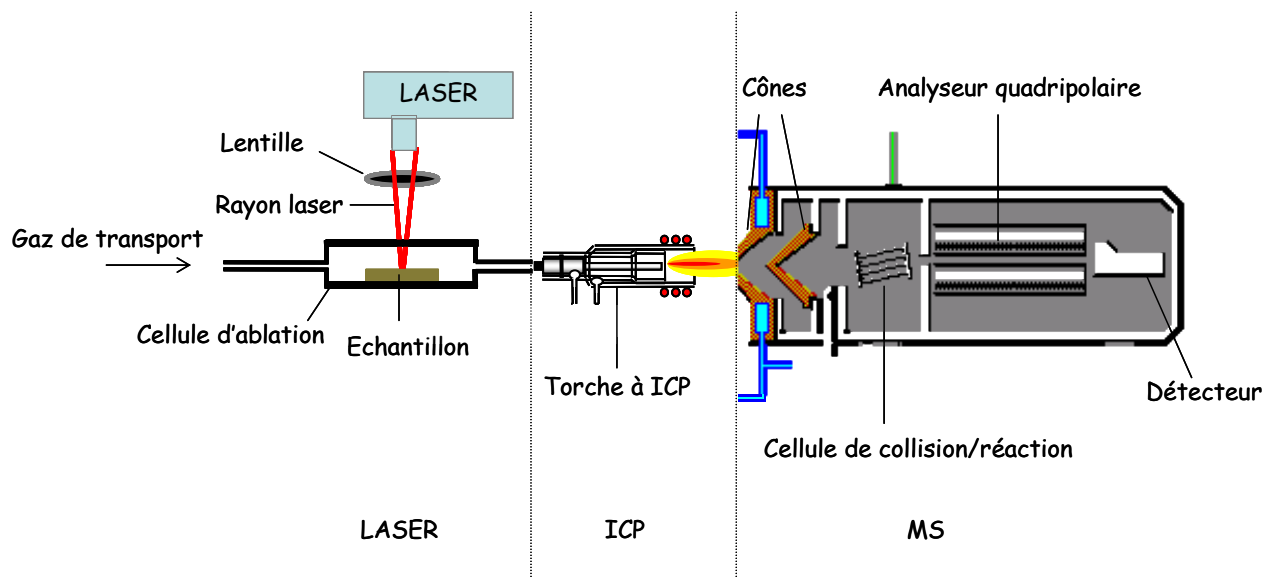 LASER
Cônes
Analyseur quadripolaire
Lentille
Rayon laser
Gaz de transport
Cellule d'ablation
Echantillon
Torche à ICP
Détecteur
Cellule de collision/réaction
LASER
ICP
MS